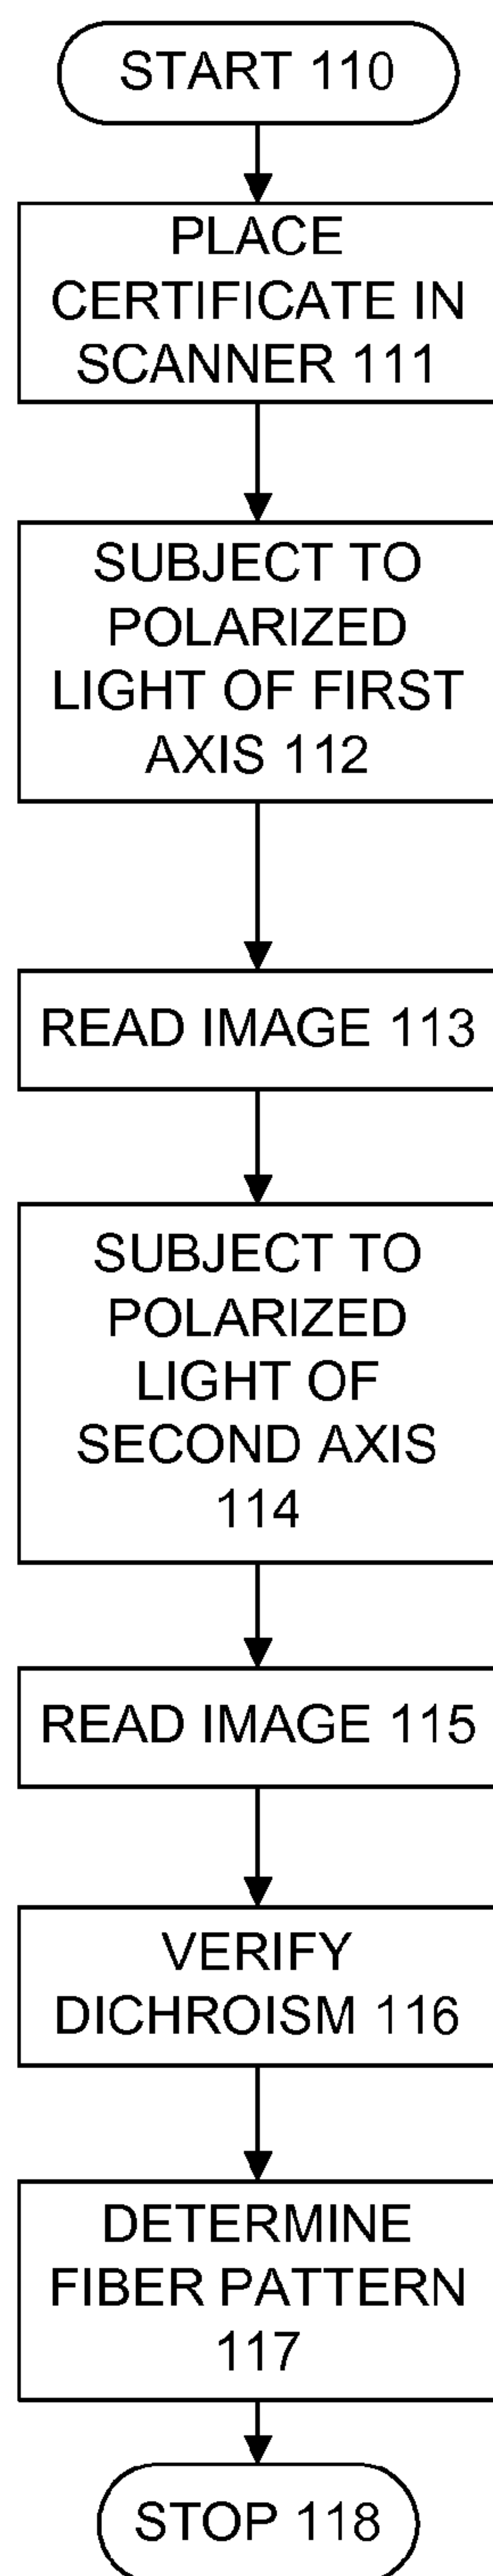 START 110
PLACE
CERTIFICATE IN
SCANNER 111
SUBJECT TO
POLARIZED
LIGHT OF FIRST
AXIS 112
READ IMAGE 113
SUBJECT TO
POLARIZED
LIGHT OF
SECOND AXIS
114
READ IMAGE 115
VERIFY
DICHROISM 116
DETERMINE
FIBER PATTERN
117
STOP 118